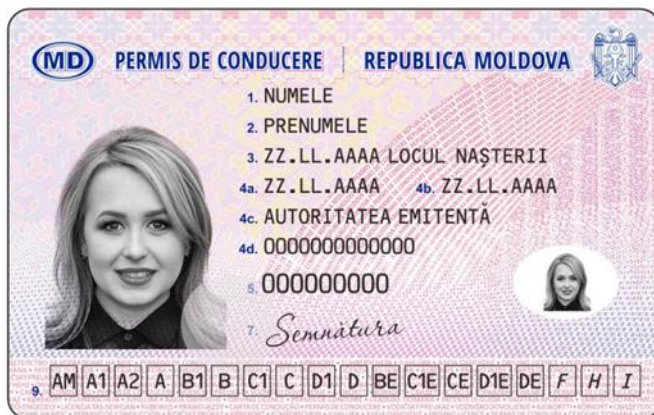 MD PERMIS DE CONDUCERE | REPUBLICA MOLDOVA
1. NUMELE
2. PRENUMELE
3. ZZ.LL.AAAA LOCUL NAȘTERII
4a. ZZ.LL.AAAA 4b. ZZ.LL.AAAA
4c. AUTORITATEA EMITENTĂ
4d. 0000000000000
5. 000000000
7. Semnătura
9. AM A1 A2 A B1 B C1 C D1 D BE C1E CE D1E DE F H I